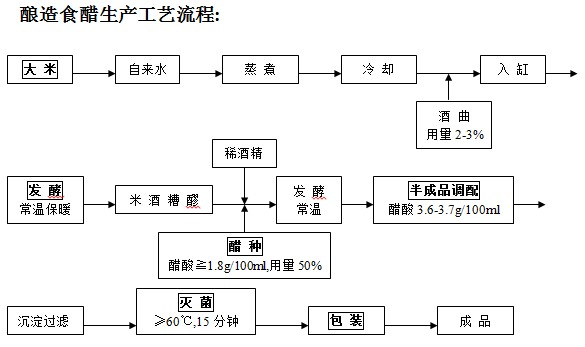 酿造食醋生产工艺流程:
大 米
自来水
蒸 煮
冷 却
入 缸
酒 曲
用量 2-3%
稀酒精
发 酵
常温保暖
米 酒 糟 醪
发 酵
常温
半成品调配
醋酸 3.6-3.7g/100ml
醋 种
醋酸≧1.8g/100ml,用量 50%
沉淀过滤
灭 菌
≥60℃,15 分钟
包 装
成 品